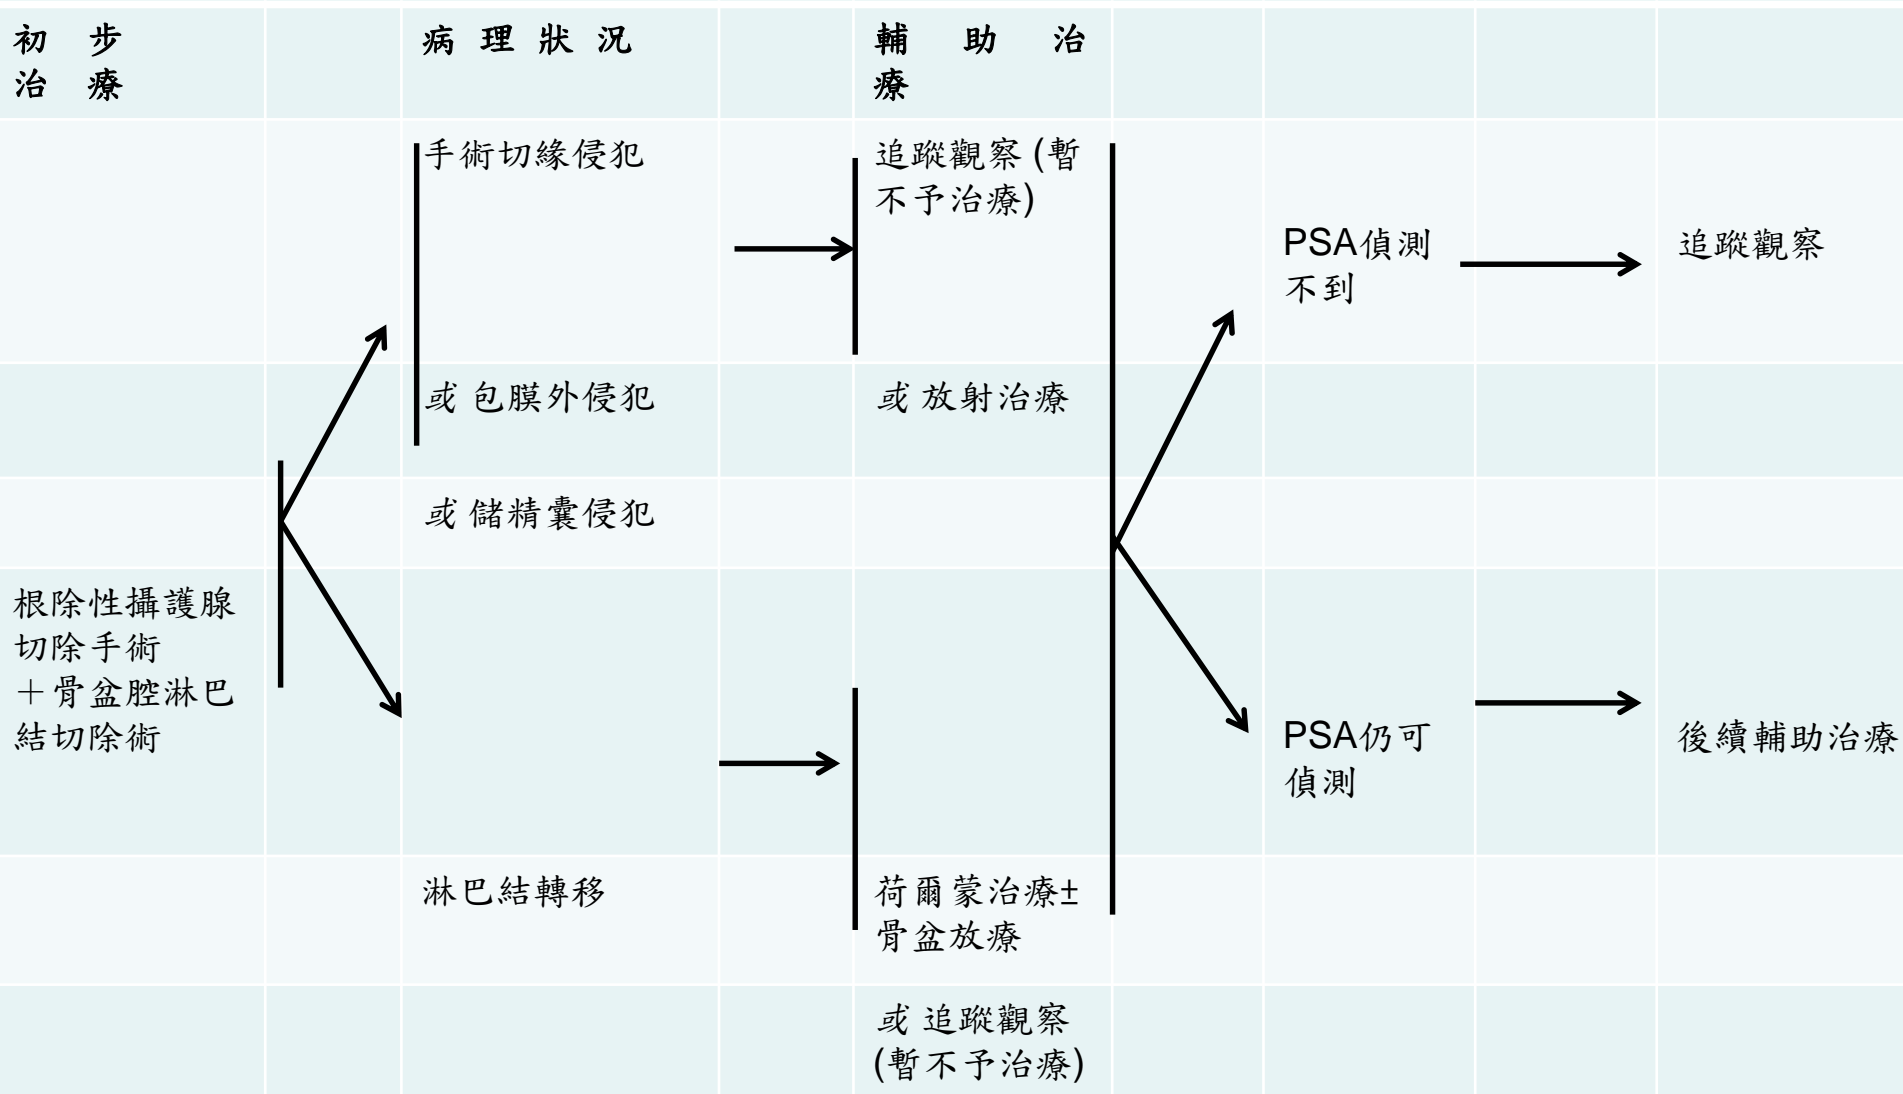 初 步
治 療
病 理 狀 況
輔 助 治
療
手術切緣侵犯
追蹤觀察 (暫
不予治療)
PSA偵測
不到
追蹤觀察
或 包膜外侵犯
或 放射治療
或 儲精囊侵犯
根除性攝護腺
切除手術
＋骨盆腔淋巴
結切除術
PSA仍可
偵測
後續輔助治療
淋巴結轉移
荷爾蒙治療±
骨盆放療
或 追蹤觀察
(暫不予治療)